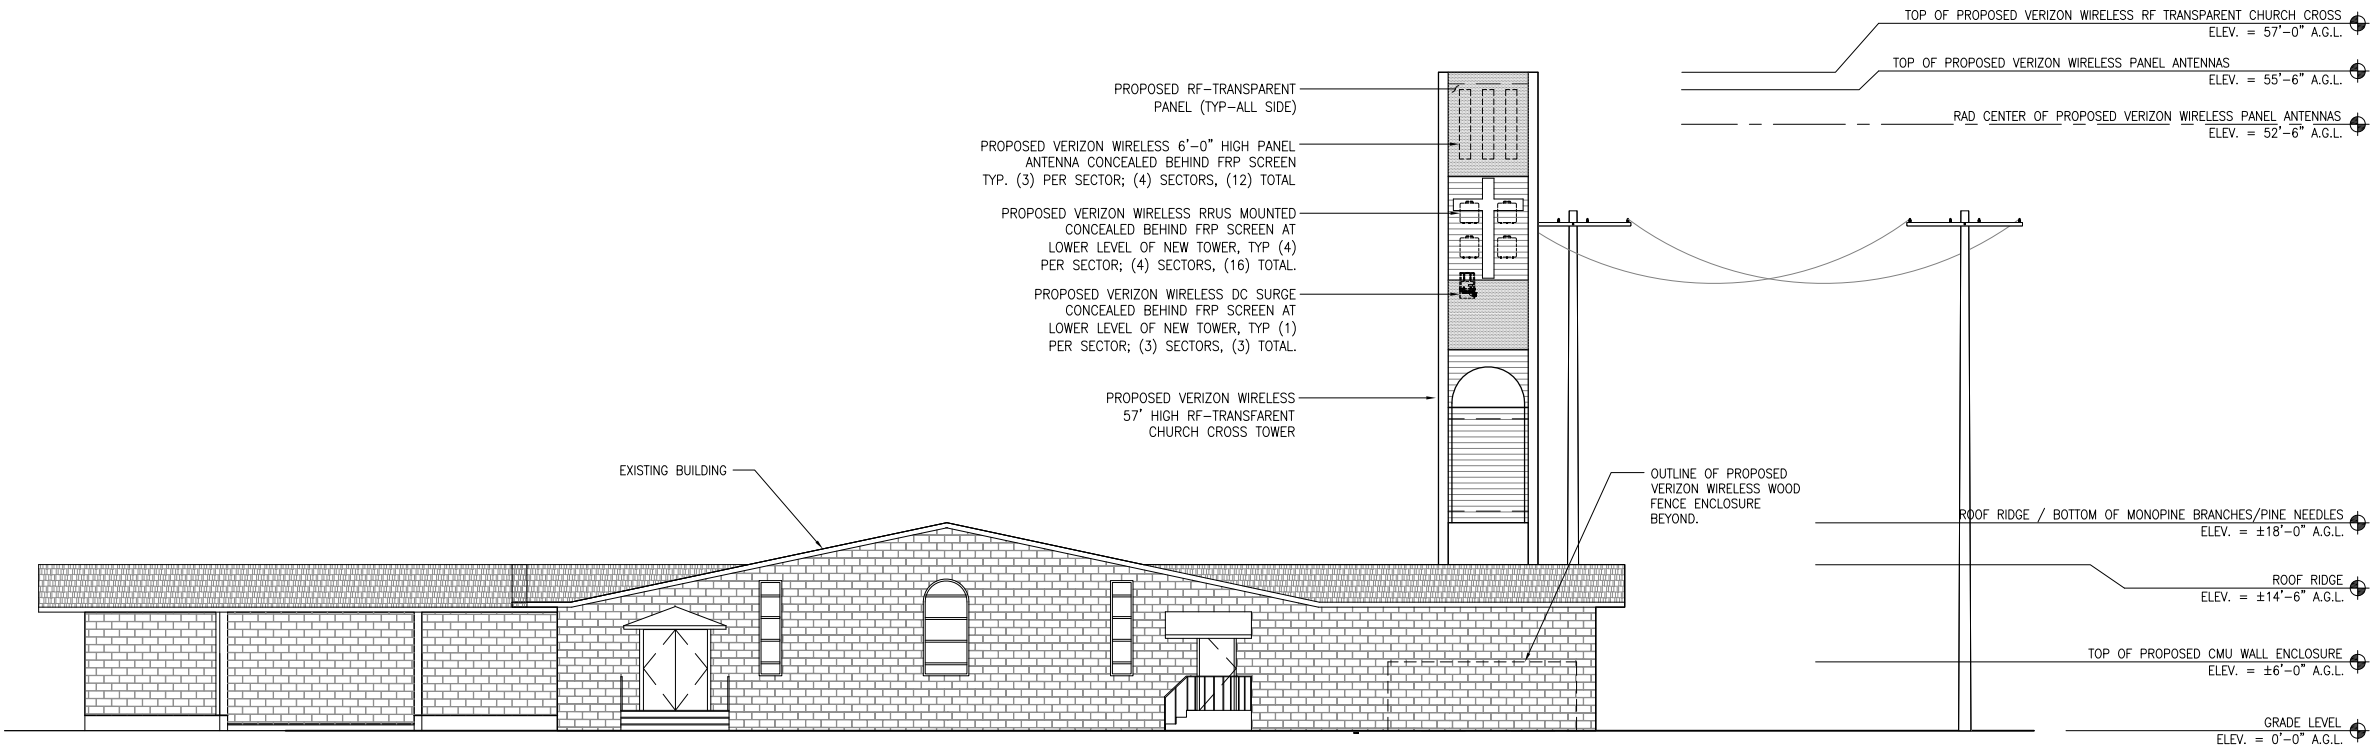 TOP OF PROPOSED VERIZON WIRELESS RF TRANSPARENT CHURCH CROSS
ELEV. = 57'-0" A.G.L.
TOP OF PROPOSED VERIZON WIRELESS PANEL ANTENNAS
ELEV. = 55'-6" A.G.L.
RAD CENTER OF PROPOSED VERIZON WIRELESS PANEL ANTENNAS
ELEV. = 52'-6" A.G.L.
PROPOSED RF-TRANSPARENT
PANEL (TYP-ALL SIDE)
PROPOSED VERIZON WIRELESS 6'-0" HIGH PANEL
ANTENNA CONCEALED BEHIND FRP SCREEN
TYP. (3) PER SECTOR; (4) SECTORS, (12) TOTAL
PROPOSED VERIZON WIRELESS RRUS MOUNTED
CONCEALED BEHIND FRP SCREEN AT
LOWER LEVEL OF NEW TOWER, TYP (4)
PER SECTOR; (4) SECTORS, (16) TOTAL.
PROPOSED VERIZON WIRELESS DC SURGE
CONCEALED BEHIND FRP SCREEN AT
LOWER LEVEL OF NEW TOWER, TYP (1)
PER SECTOR; (3) SECTORS, (3) TOTAL.
PROPOSED VERIZON WIRELESS
57' HIGH RF-TRANSFARENT
CHURCH CROSS TOWER
EXISTING BUILDING
OUTLINE OF PROPOSED
VERIZON WIRELESS WOOD
FENCE ENCLOSURE
BEYOND.
ROOF RIDGE / BOTTOM OF MONOPINE BRANCHES/PINE NEEDLES
ELEV. = ±18'-0" A.G.L.
ROOF RIDGE
ELEV. = ±14'-6" A.G.L.
TOP OF PROPOSED CMU WALL ENCLOSURE
ELEV. = ±6'-0" A.G.L.
GRADE LEVEL
ELEV. = 0'-0" A.G.L.